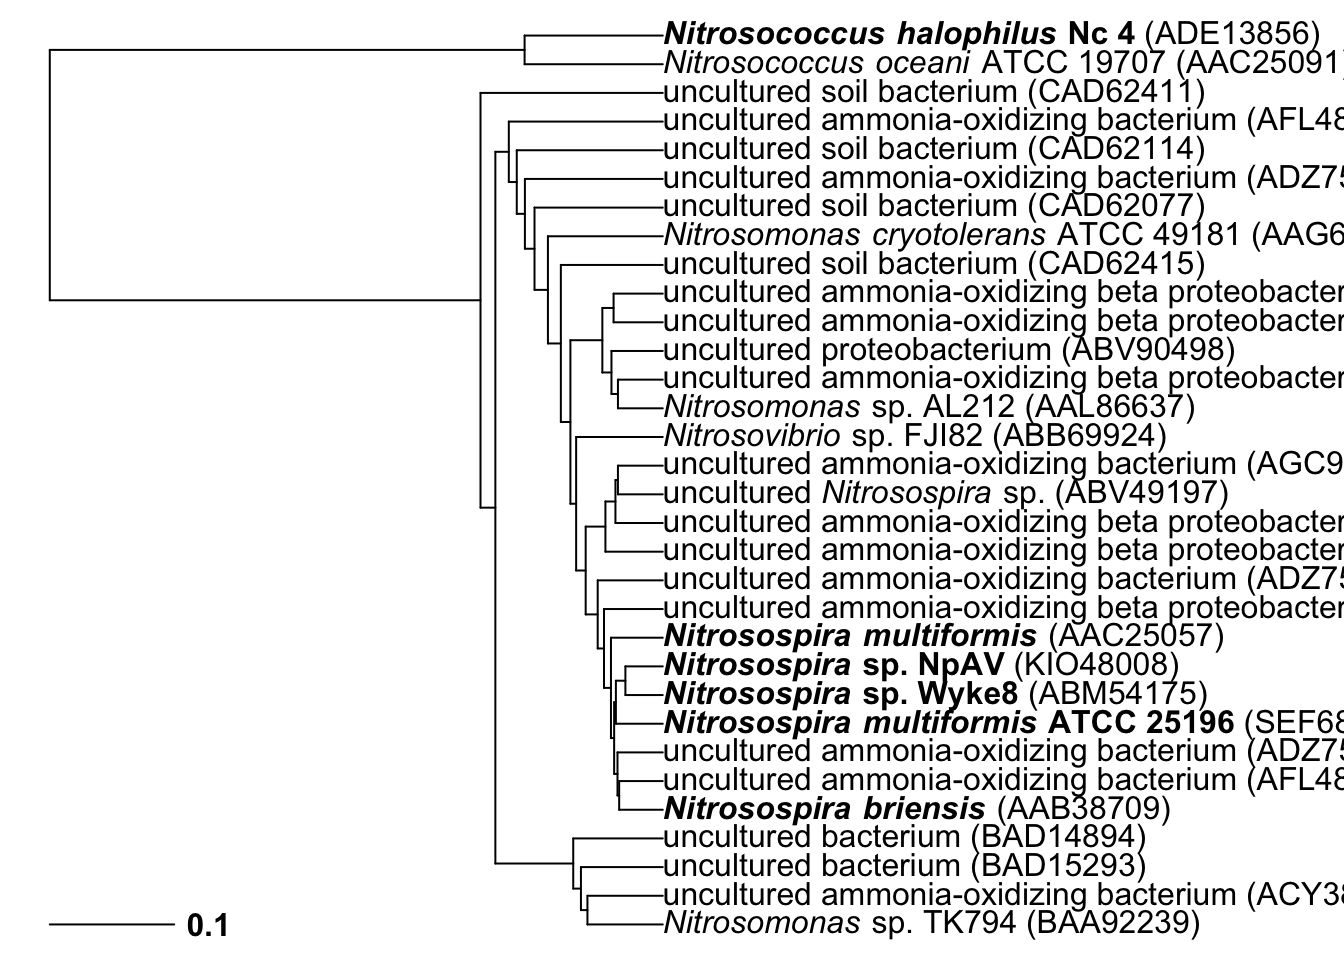 Nitrosococcus halophilus Nc 4 (ADE13856)
Nitrosococcus oceani ATCC 19707 (AAC25091)
uncultured soil bacterium (CAD62411)
uncultured ammonia-oxidizing bacterium (AFL48
uncultured soil bacterium (CAD62114)
uncultured ammonia-oxidizing bacterium (ADZ75
uncultured soil bacterium (CAD62077)
Nitrosomonas cryotolerans ATCC 49181 (AAG6
uncultured soil bacterium (CAD62415)
uncultured ammonia-oxidizing beta proteobacter
uncultured ammonia-oxidizing beta proteobacter
uncultured proteobacterium (ABV90498)
uncultured ammonia-oxidizing beta proteobacter
Nitrosomonas sp. AL212 (AAL86637)
Nitrosovibrio sp. FJI82 (ABB69924)
uncultured ammonia-oxidizing bacterium (AGC9
uncultured Nitrosospira sp. (ABV49197)
uncultured ammonia-oxidizing beta proteobacter
uncultured ammonia-oxidizing beta proteobacter
uncultured ammonia-oxidizing bacterium (ADZ75
uncultured ammonia-oxidizing beta proteobacter
Nitrosospira multiformis (AAC25057)
Nitrosospira sp. NpAV (KIO48008)
Nitrosospira sp. Wyke8 (ABM54175)
Nitrosospira multiformis ATCC 25196 (SEF68
uncultured ammonia-oxidizing bacterium (ADZ75
uncultured ammonia-oxidizing bacterium (AFL48
Nitrosospira briensis (AAB38709)
uncultured bacterium (BAD14894)
uncultured bacterium (BAD15293)
uncultured ammonia-oxidizing bacterium (ACY38
Nitrosomonas sp. TK794 (BAA92239)
0.1